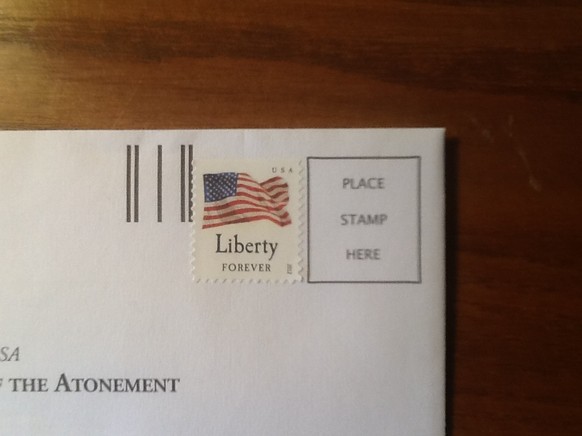 USA
Liberty
FOREVER
PLACE
STAMP
HERE
SA
THE ATONEMENT